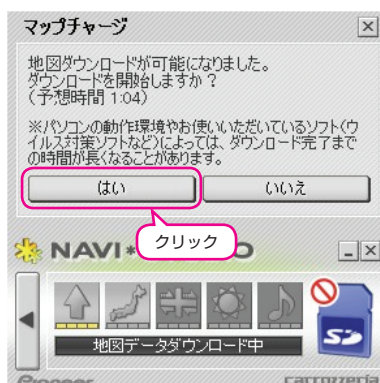 マップチャージ
地図ダウンロードが可能になりました。
ダウンロードを開始しますか？
(予想時間 1:04)
※パソコンの動作環境やお使いいただいているソフト(ウ
イルス対策ソフトなど)によっては、ダウンロード完了まで
の時間が長くなることがあります。
はい
いいえ
クリック
NAVI*
O
地図データダウンロード中
SD
Pioneer
carrozzeria